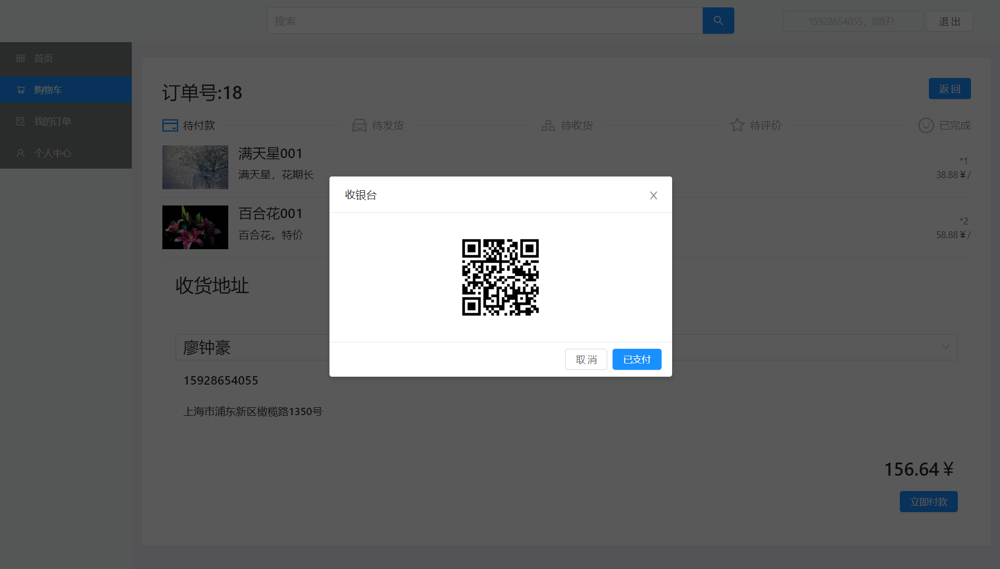 搜索
15928654055，您好！
退 出
首页
购物车
我的订单
个人中心
订单号:18
返 回
待付款
待发货
待收货
待评价
已完成
满天星001
满天星，花期长
*1
38.88￥/
百合花001
百合花。特价
*2
58.88￥/
收银台
取 消
已支付
收货地址
廖钟豪
15928654055
上海市浦东新区橄榄路1350号
156.64￥
立即付款